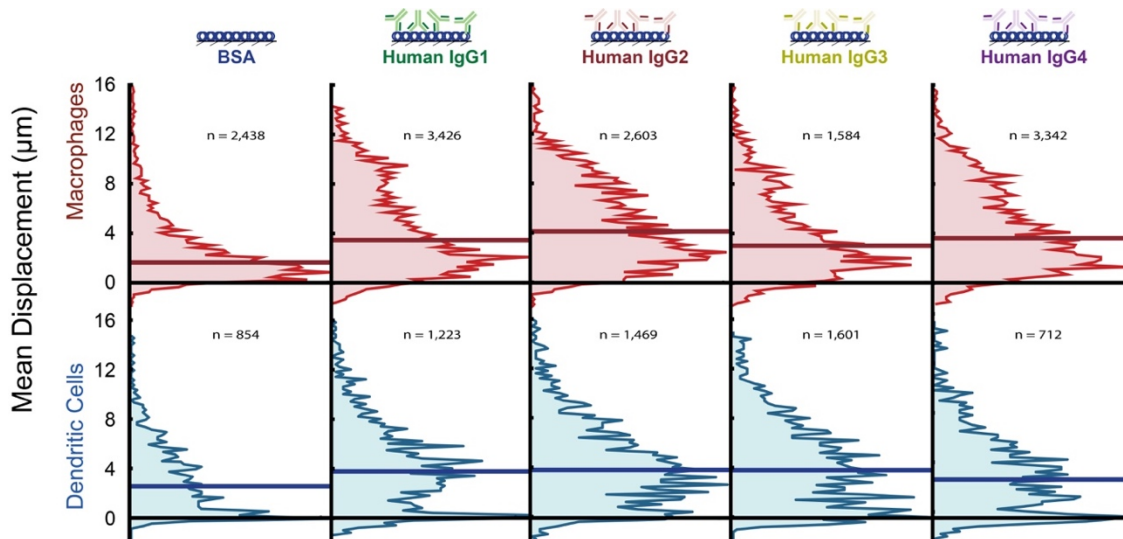 BSA
Human IgG1
Human IgG2
Human IgG3
Human IgG4
Mean Displacement (μm)
Macrophages
16
12
8
4
0
n = 2,438
n = 3,426
n = 2,603
n = 1,584
n = 3,342
Dendritic Cells
16
12
8
4
0
n = 854
n = 1,223
n = 1,469
n = 1,601
n = 712